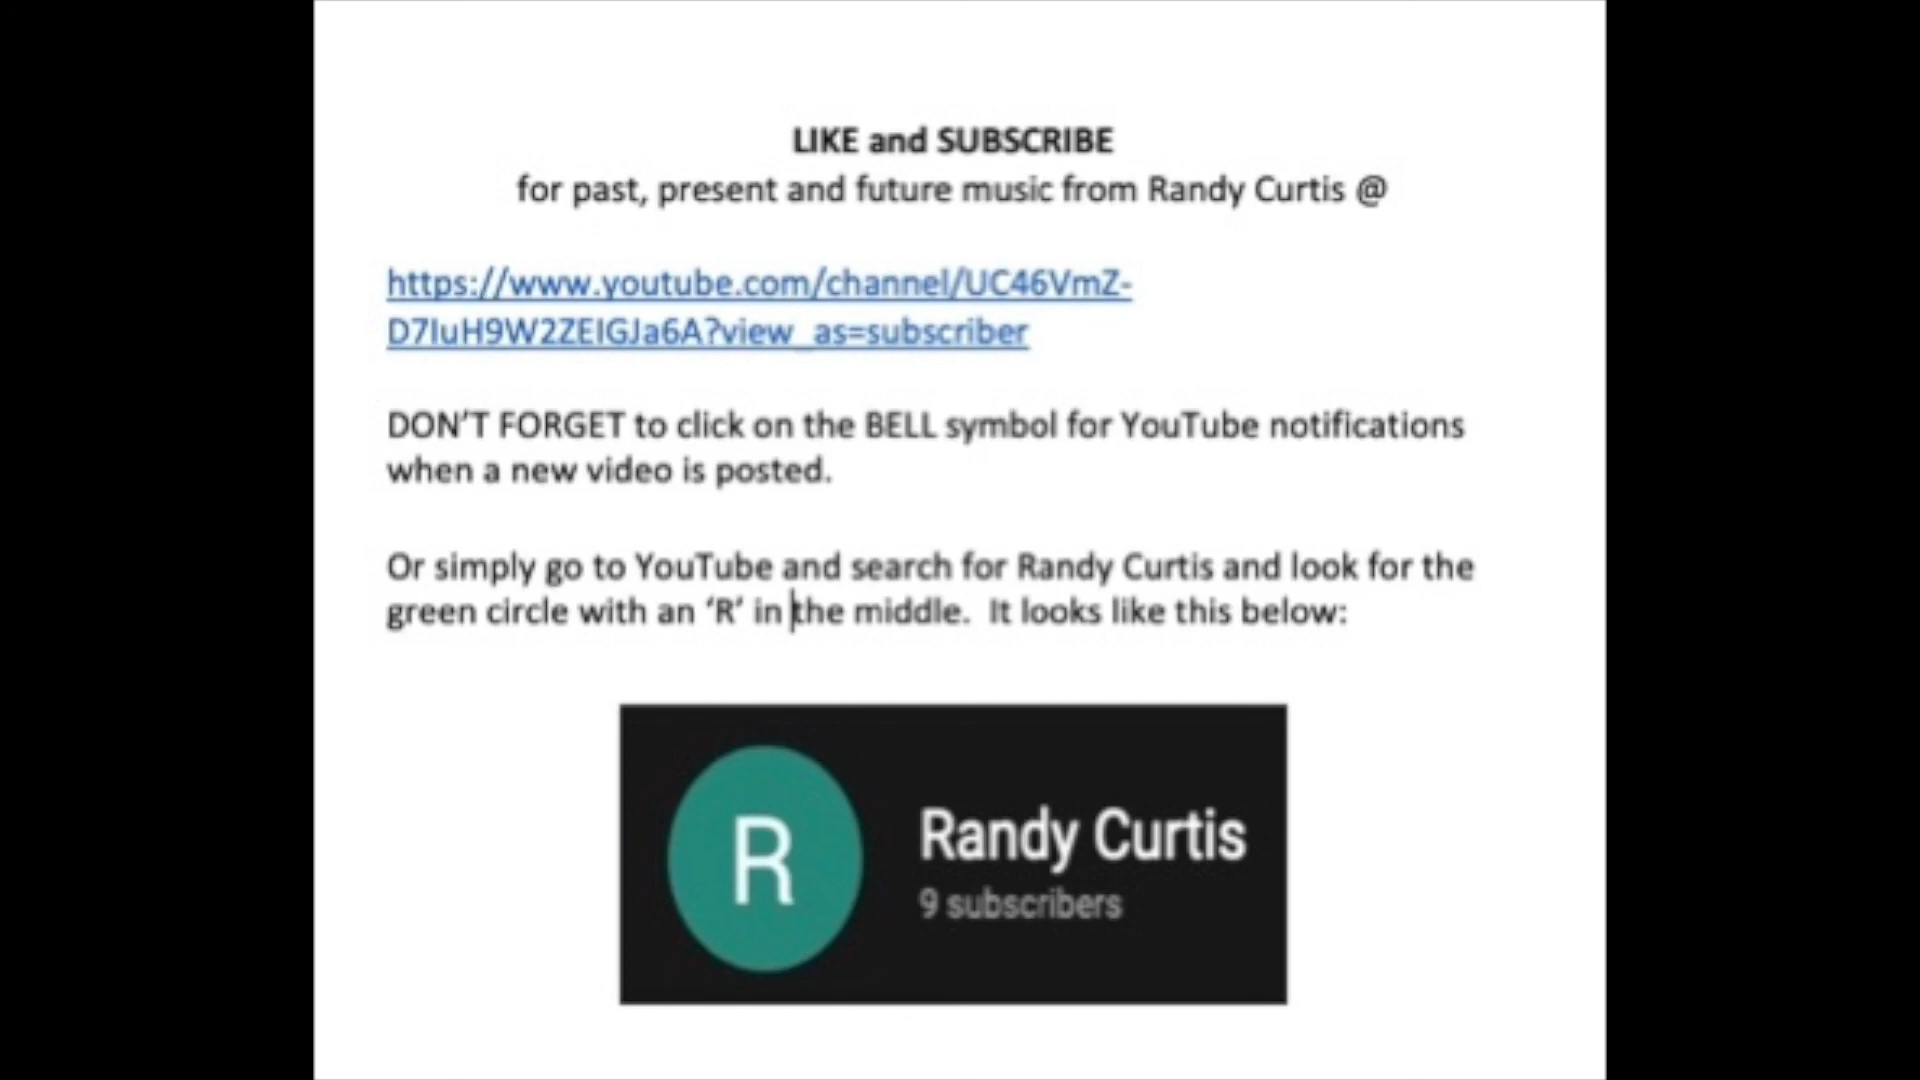 LIKE and SUBSCRIBE
for past, present and future music from Randy Curtis @
https://www.youtube.com/channel/UC46VmZ-
D7IuH9W2ZEIGJa6A?view_as=subscriber
DON’T FORGET to click on the BELL symbol for YouTube notifications
when a new video is posted.
Or simply go to YouTube and search for Randy Curtis and look for the
green circle with an ‘R’ in the middle.  It looks like this below:
R
Randy Curtis
9 subscribers